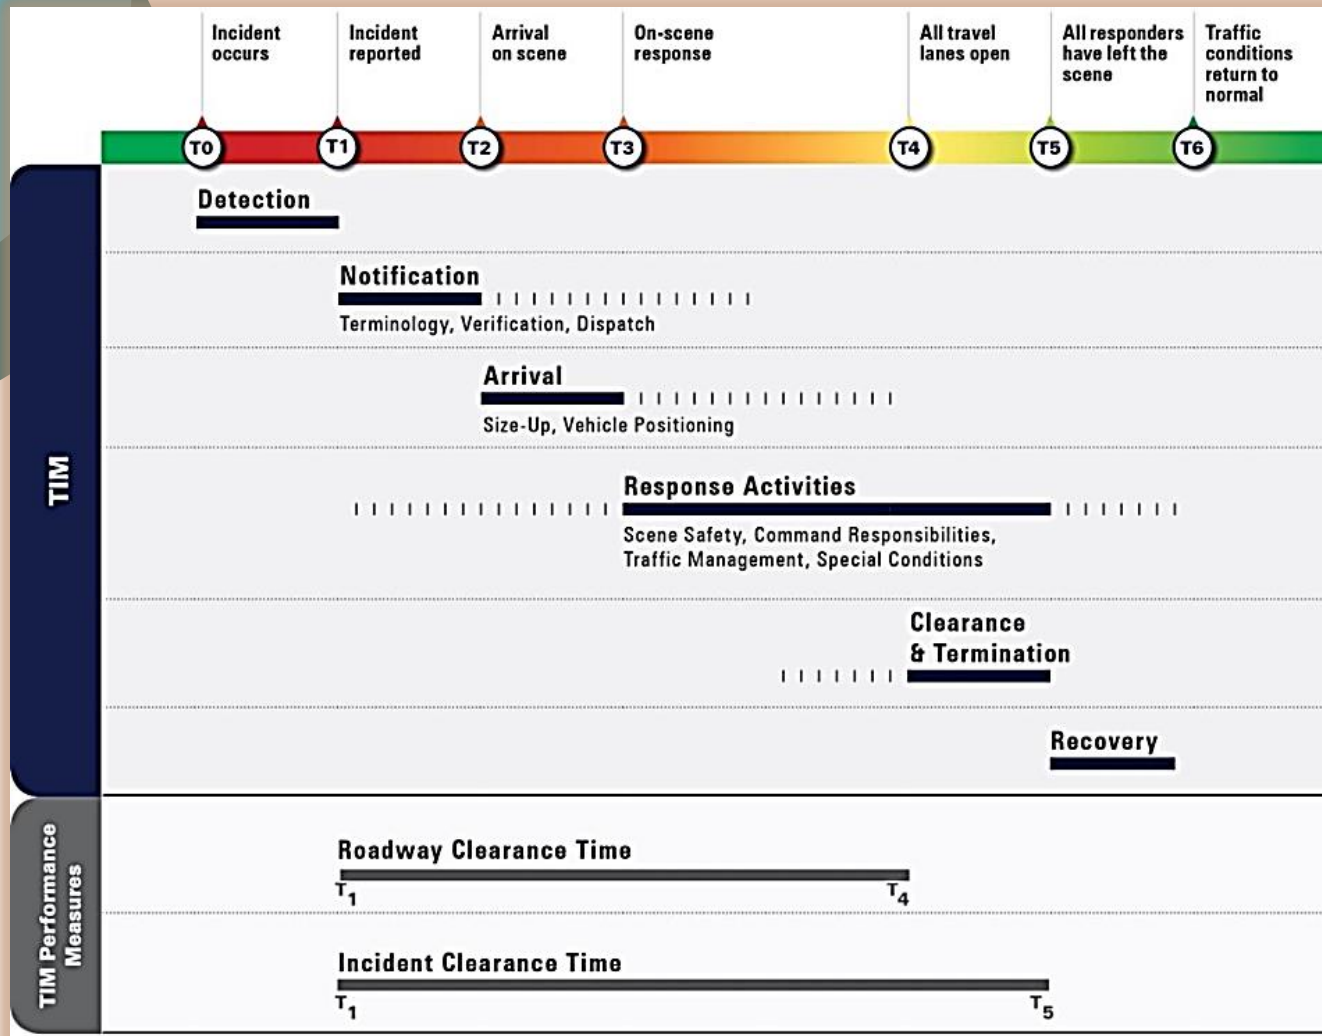 Incident
occurs
Incident
reported
Arrival
on scene
On-scene
response
All travel
lanes open
All responders
have left the
scene
Traffic
conditions
return to
normal
T0
T1
T2
T3
T4
T5
T6
TIM
Detection
Notification
Terminology, Verification, Dispatch
Arrival
Size-Up, Vehicle Positioning
Response Activities
Scene Safety, Command Responsibilities,
Traffic Management, Special Conditions
Clearance
& Termination
Recovery
TIM Performance
Measures
Roadway Clearance Time
T1 T4
Incident Clearance Time
T1 T5